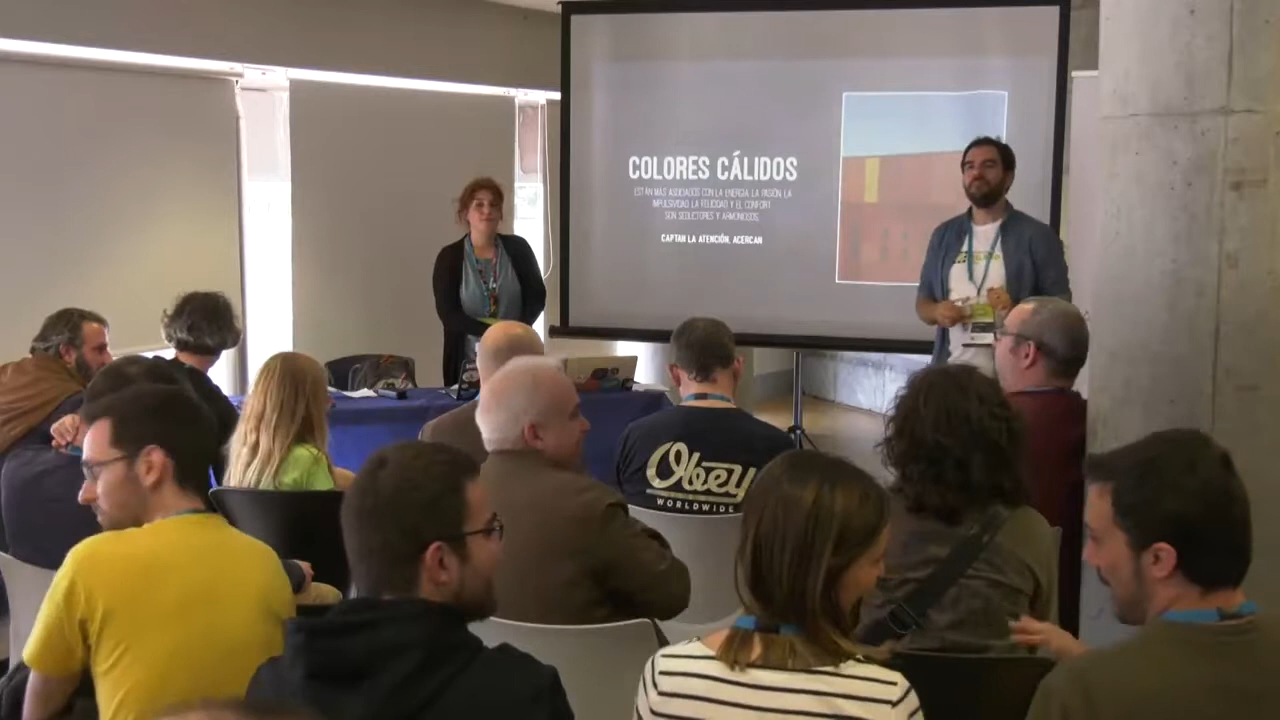 COLORES CÁLIDOS
ESTÁN MÁS ASOCIADOS CON LA ENERGÍA, LA PASIÓN, LA
IMPULSIVIDAD, LA FELICIDAD Y EL CONFORT.
SON SEDUCTORES Y ARMONIOSOS.
CAPTAN LA ATENCIÓN, ACERCAN
Obey
WORLDWIDE